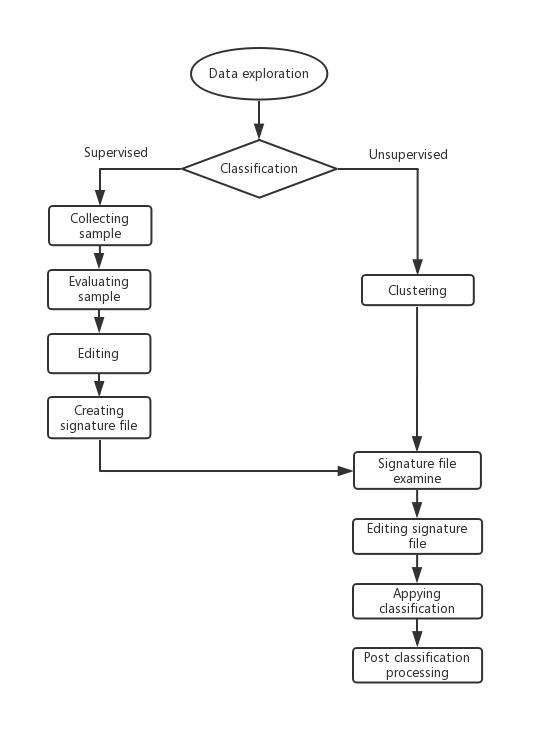 Data exploration
Supervised
Unsupervised
Classification
Collecting
sample
Evaluating
sample
Clustering
Editing
Creating
signature file
Signature file
examine
Editing signature
file
Appying
classification
Post classification
processing